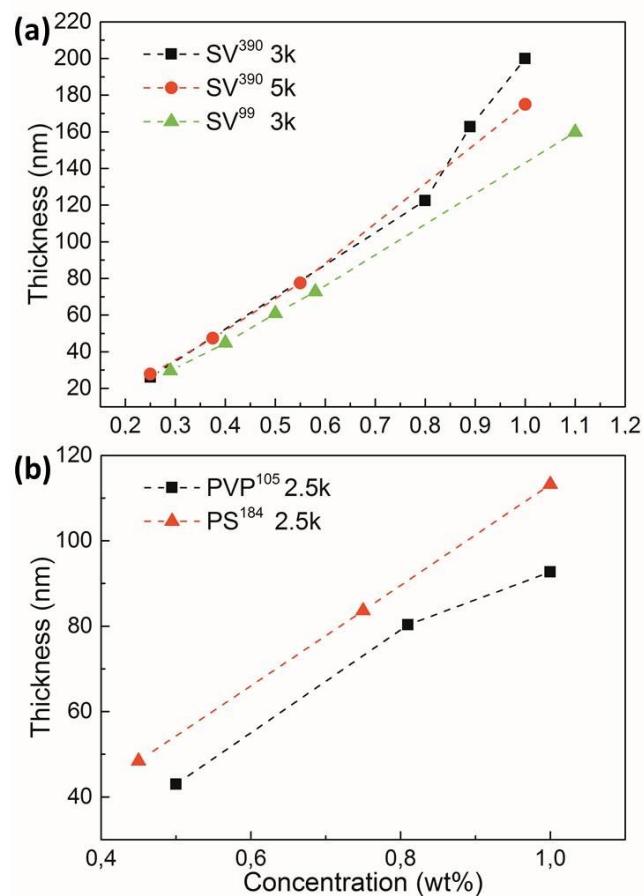 (a)
SV³⁹⁰ 3k
SV³⁹⁰ 5k
SV⁹⁹ 3k
Thickness (nm)
220
200
180
160
140
120
100
80
60
40
20
0,2 0,3 0,4 0,5 0,6 0,7 0,8 0,9 1,0 1,1 1,2
(b)
PVP¹⁰⁵ 2.5k
PS¹⁸⁴ 2.5k
Thickness (nm)
120
100
80
60
40
0,4 0,6 0,8 1,0
Concentration (wt%)